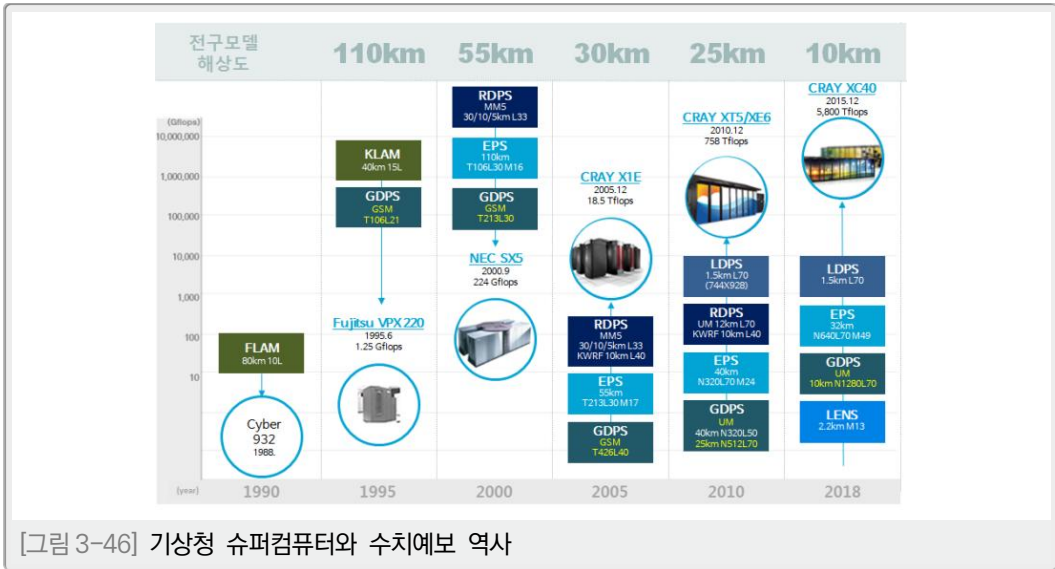 전구모델
해상도
110km
55km
30km
25km
10km
(Gflops)
10,000,000
1,000,000
100,000
10,000
1,000
100
10
FLAM
80km 10L
Cyber
932
1988.
KLAM
40km 15L
GDPS
GSM
T106L21
Fujitsu VPX220
1995.6
1.25 Gflops
RDPS
MM5
30/10/5km L33
EPS
110km
T106L30 M16
GDPS
GSM
T213L30
NEC SX5
2000.9
224 Gflops
CRAY X1E
2005.12
18.5 Tflops
RDPS
MM5
30/10/5km L33
KWRF 10km L40
EPS
55km
T213L30 M17
GDPS
GSM
T426L40
CRAY XT5/XE6
2010.12
758 Tflops
LDPS
1.5km L70
(744X928)
RDPS
UM 12km L70
KWRF 10km L40
EPS
40km
N320L70 M24
GDPS
UM
40km N320L50
25km N512L70
CRAY XC40
2015.12
5,800 Tflops
LDPS
1.5km L70
EPS
32km
N640L70 M49
GDPS
UM
10km N1280L70
LENS
2.2km M13
(year)
1990
1995
2000
2005
2010
2018
[그림 3-46] 기상청 슈퍼컴퓨터와 수치예보 역사